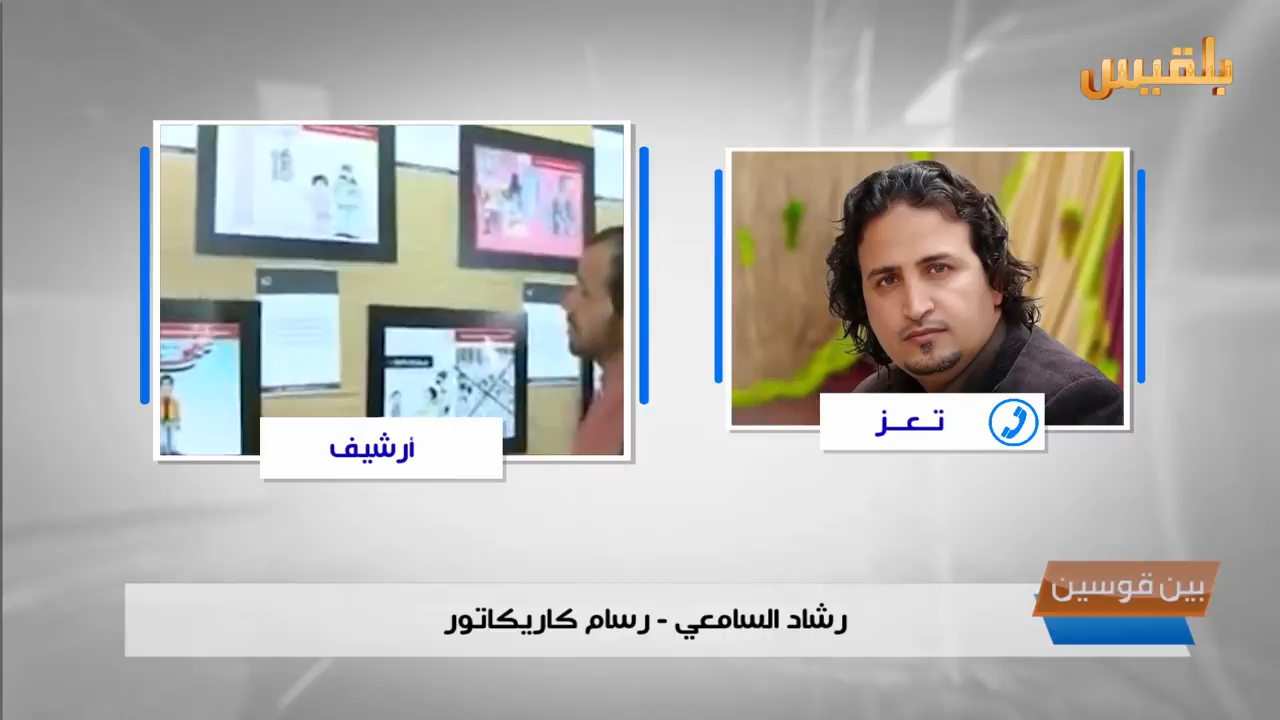 بلقيس
تعز
أرشيف
بين قوسين
رشاد السامعي - رسام كاريكاتور